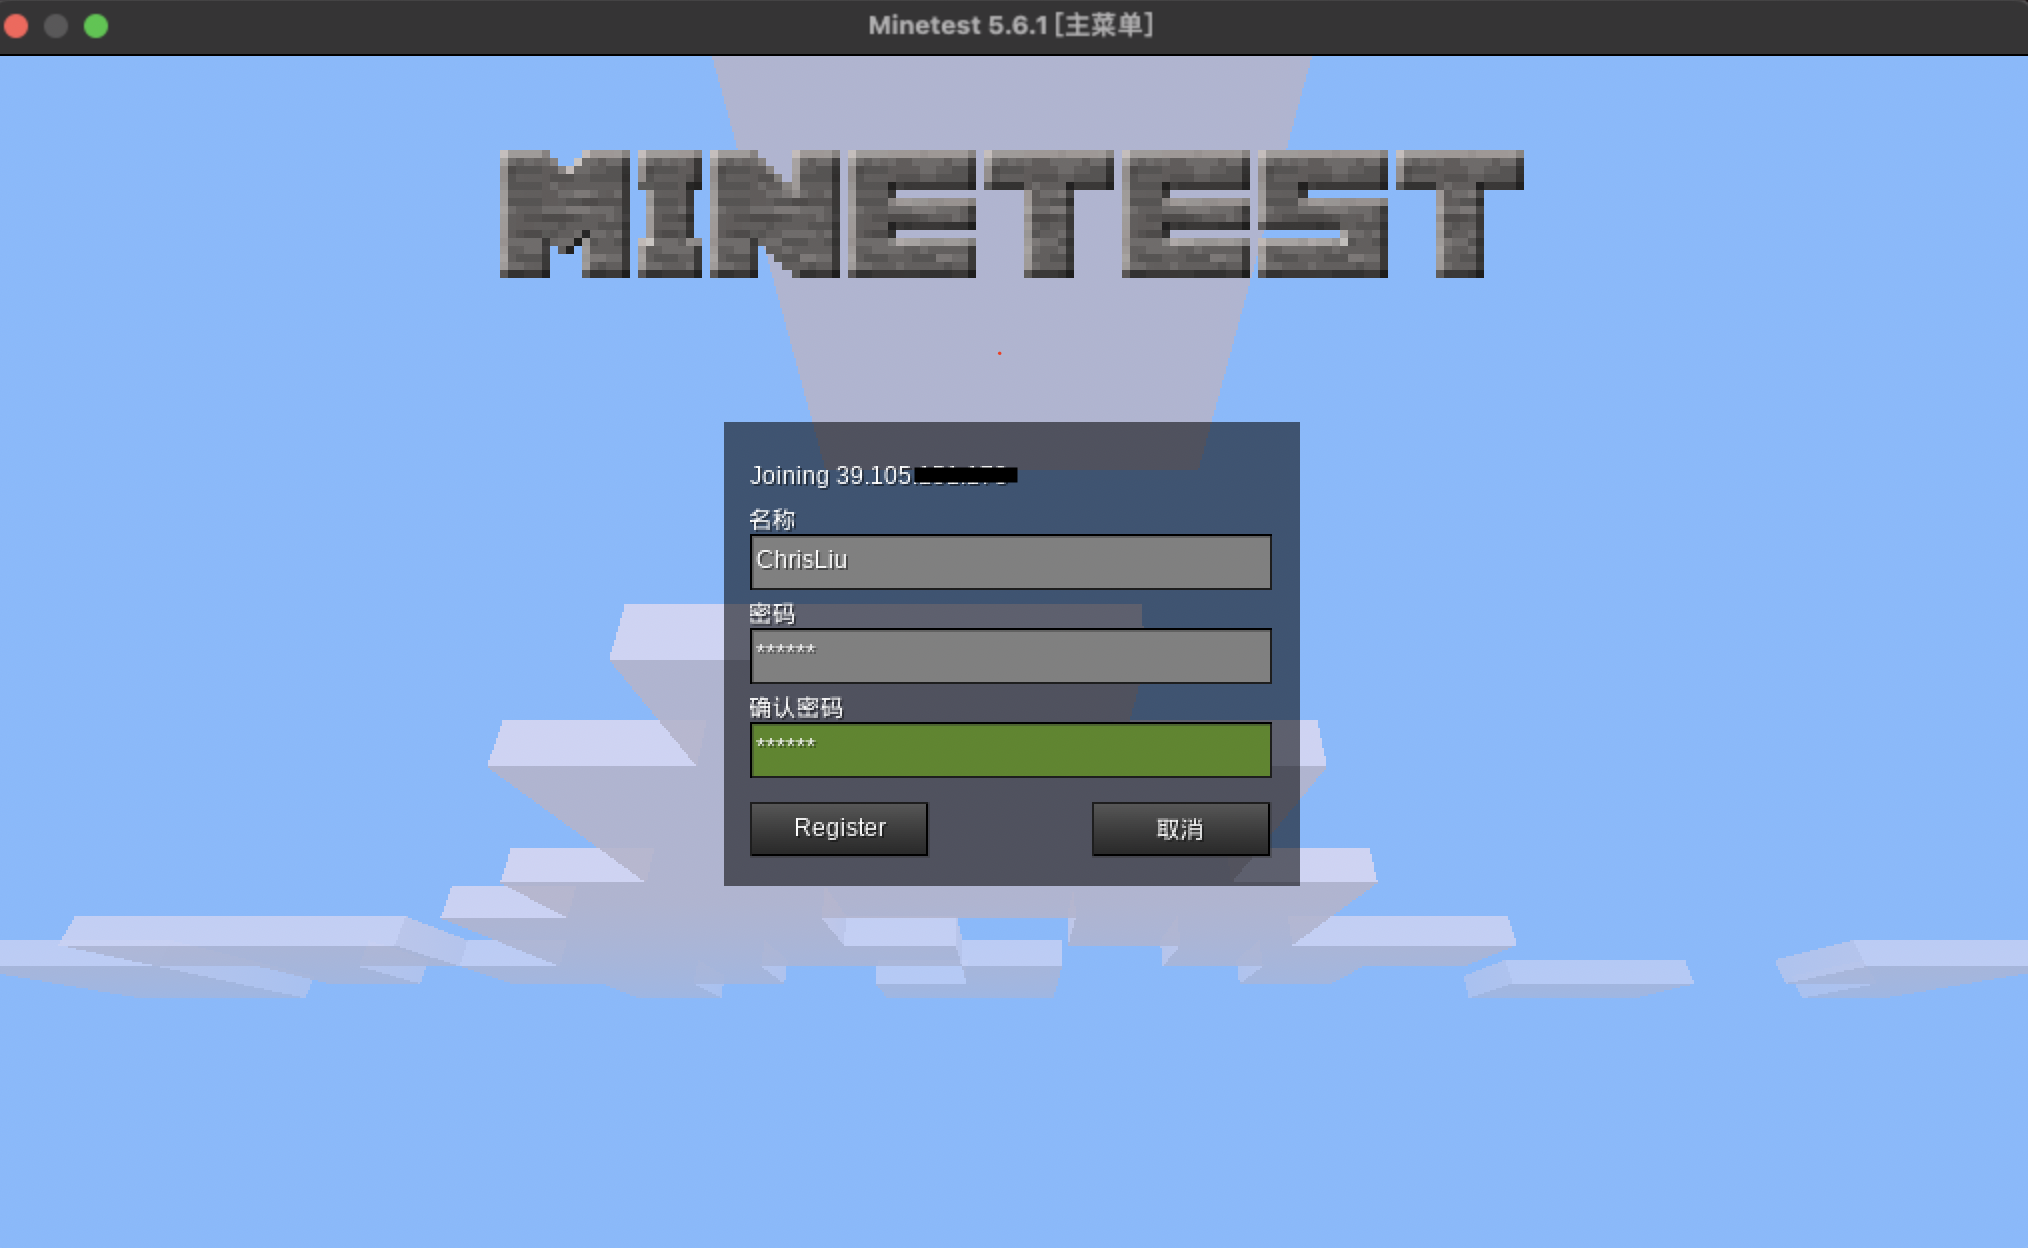 Minetest 5.6.1 [主菜单]
MINETEST
Joining 39.105.
名称
ChrisLiu
密码
******
确认密码
******
Register
取消